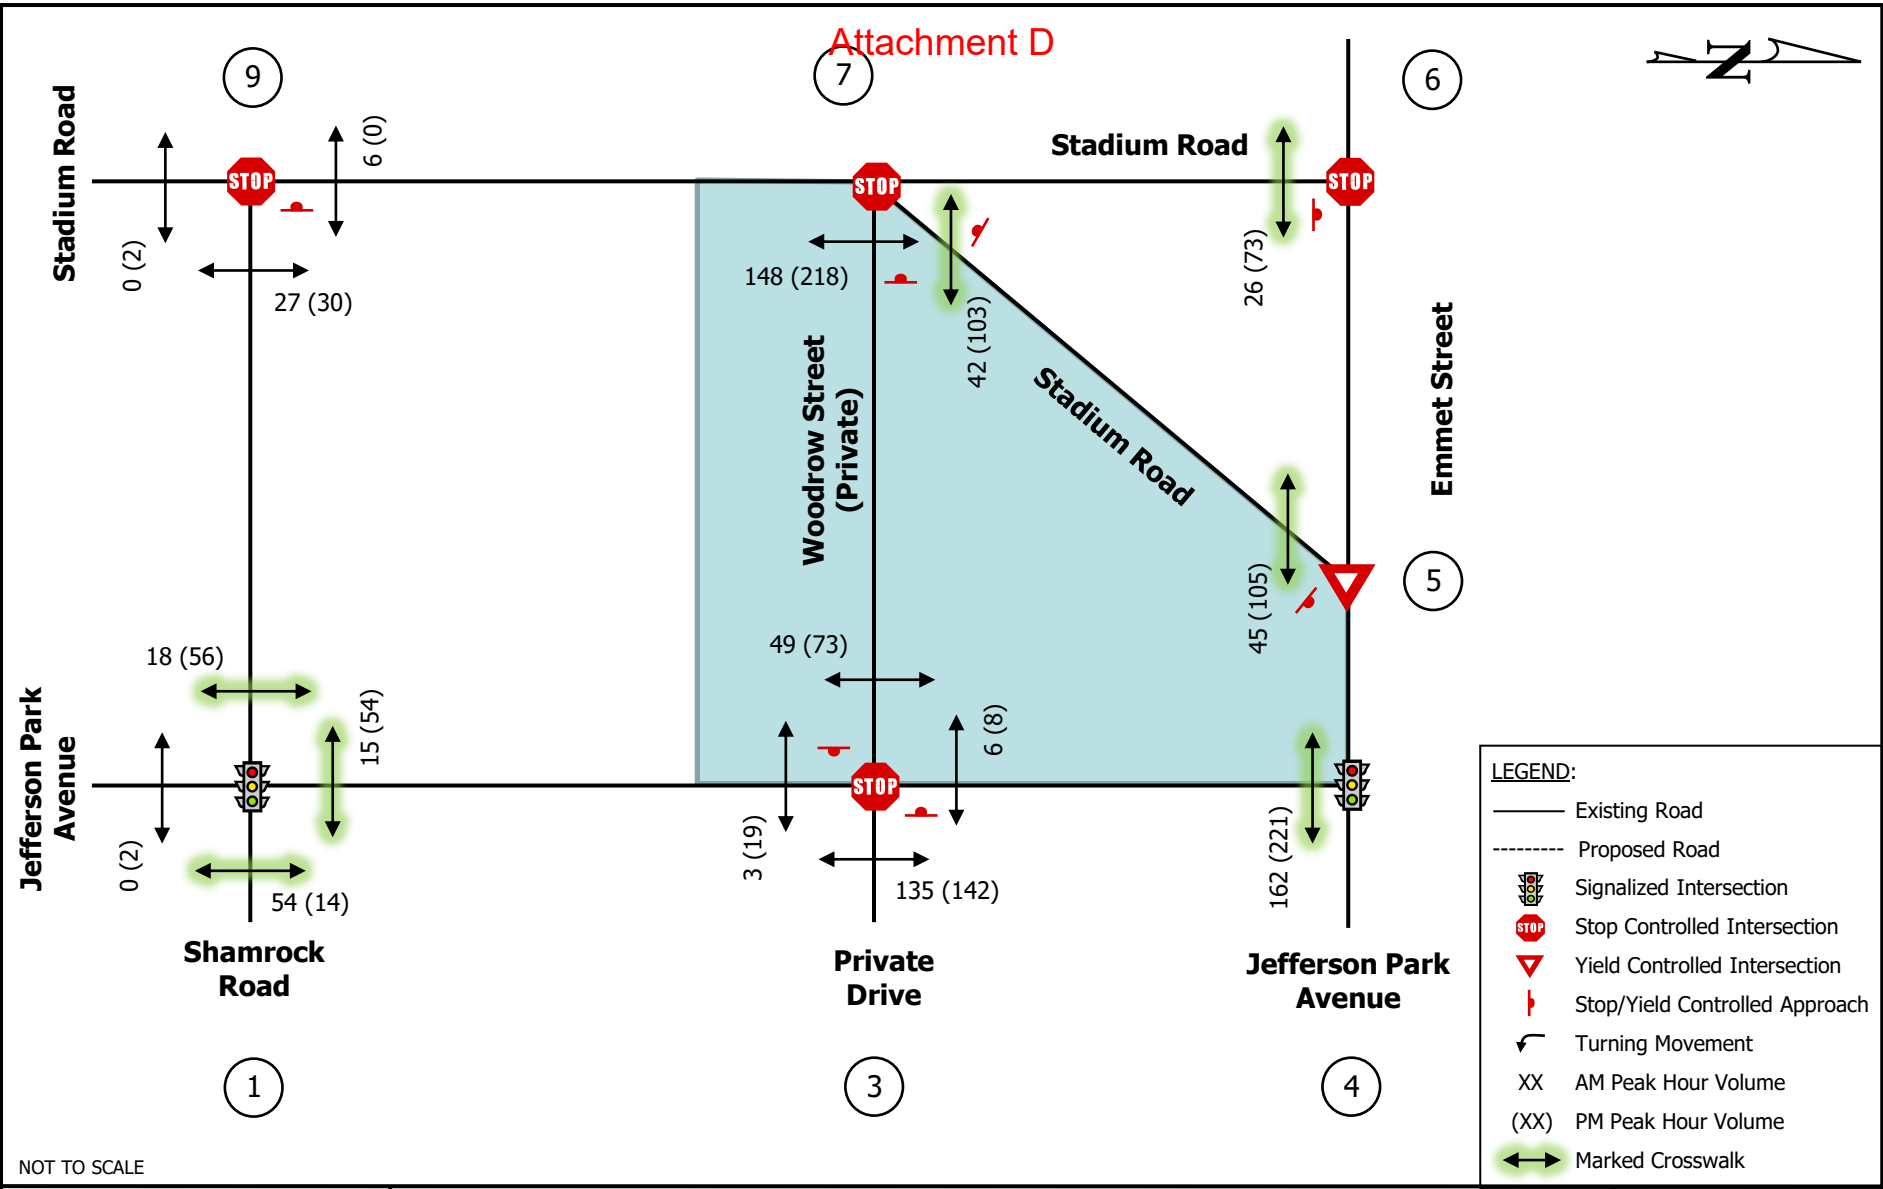 Attachment D
9
7
6
N
Stadium Road
6 (0)
Stadium Road
0 (2)
27 (30)
148 (218)
42 (103)
26 (73)
Woodrow Street
(Private)
Stadium Road
Emmet Street
STOP
STOP
STOP
5
45 (105)
18 (56)
15 (54)
49 (73)
6 (8)
Jefferson Park
Avenue
0 (2)
54 (14)
3 (19)
STOP
135 (142)
162 (221)
Shamrock
Road
Private
Drive
Jefferson Park
Avenue
1
3
4
LEGEND:
Existing Road
Proposed Road
Signalized Intersection
STOP Stop Controlled Intersection
Yield Controlled Intersection
Stop/Yield Controlled Approach
Turning Movement
XX AM Peak Hour Volume
(XX) PM Peak Hour Volume
Marked Crosswalk
NOT TO SCALE